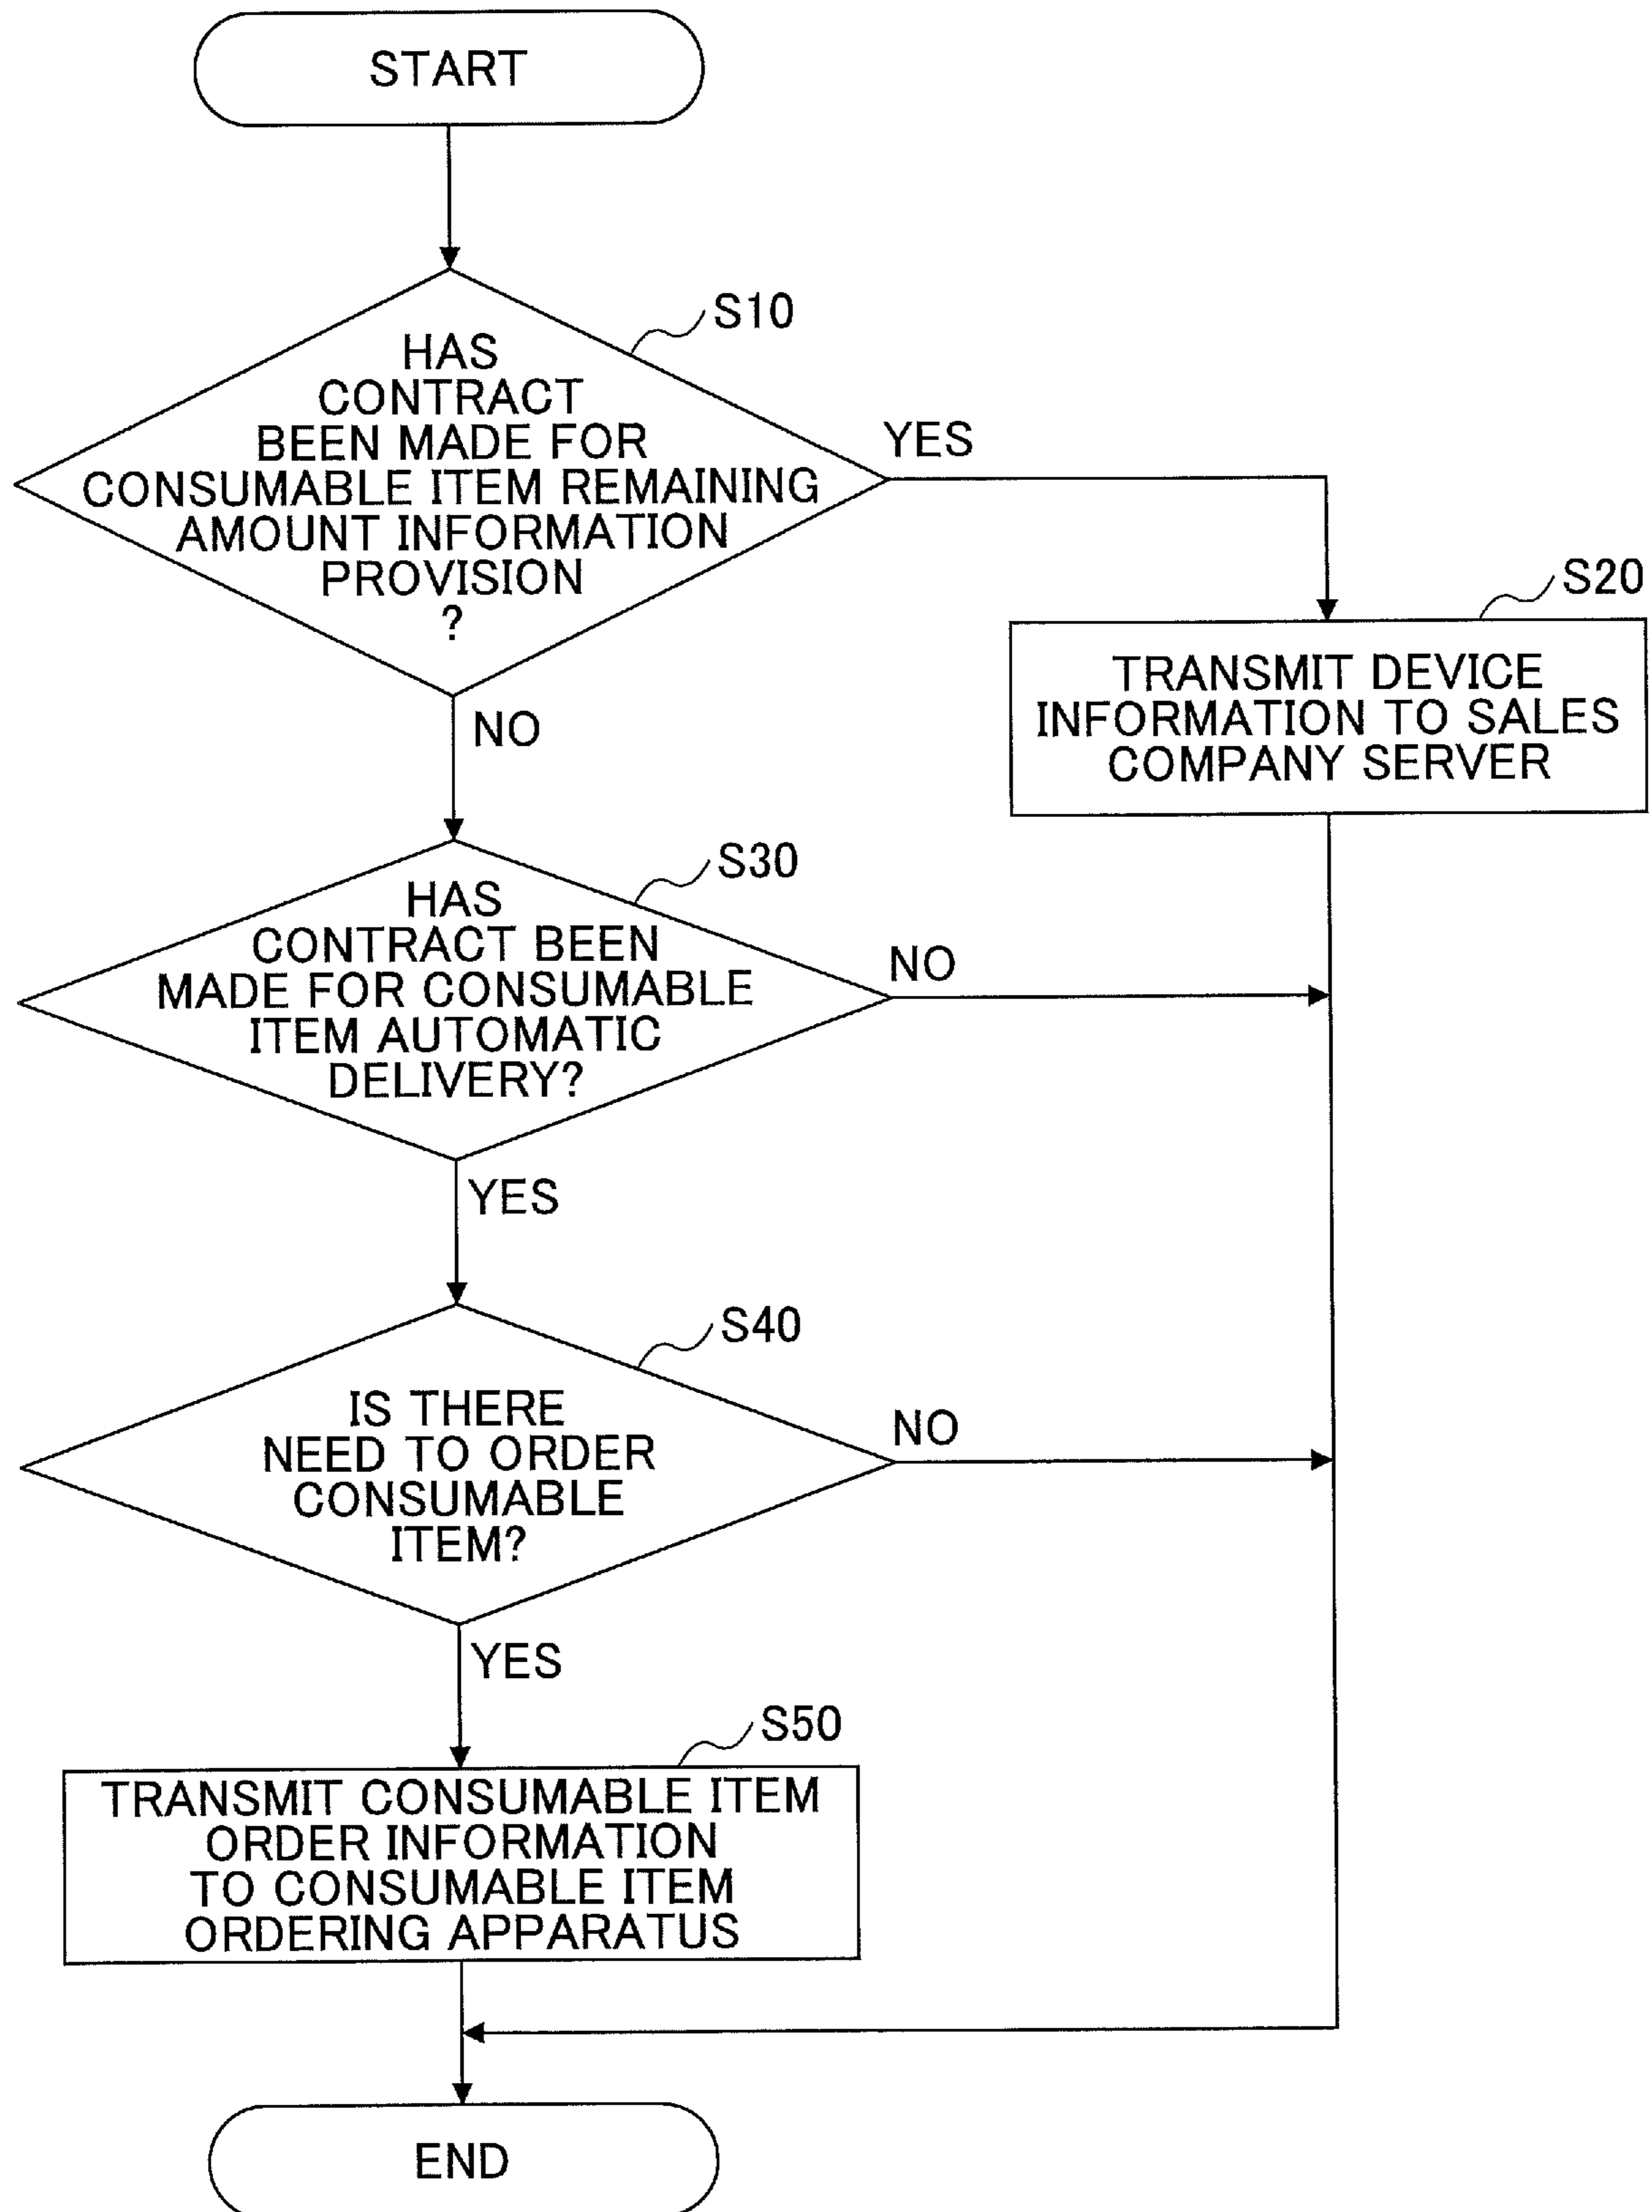 START
S10
HAS
CONTRACT
BEEN MADE FOR
CONSUMABLE ITEM REMAINING
AMOUNT INFORMATION
PROVISION
?
YES
NO
S20
TRANSMIT DEVICE
INFORMATION TO SALES
COMPANY SERVER
S30
HAS
CONTRACT BEEN
MADE FOR CONSUMABLE
ITEM AUTOMATIC
DELIVERY?
NO
YES
S40
IS THERE
NEED TO ORDER
CONSUMABLE
ITEM?
NO
YES
S50
TRANSMIT CONSUMABLE ITEM
ORDER INFORMATION
TO CONSUMABLE ITEM
ORDERING APPARATUS
END